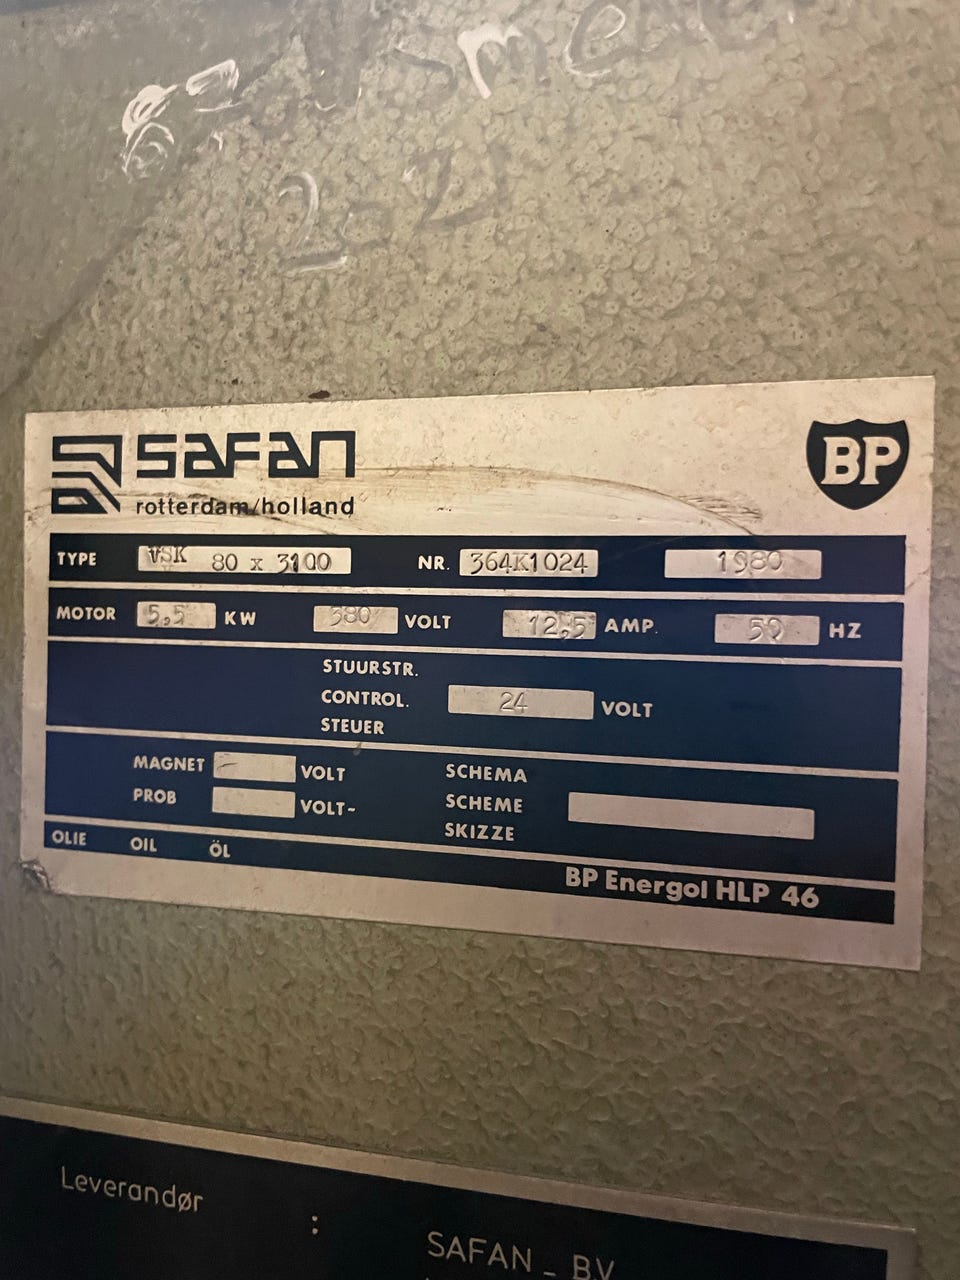 SAFAN
rotterdam/holland
BP
TYPE VSK 80 x 3100 NR. 364K1024 1980
MOTOR 5,5 KW 380 VOLT 12,5 AMP. 50 HZ
STUURSTR.
CONTROL. 24 VOLT
STEUER
MAGNET - VOLT SCHEMA
PROB VOLT~ SCHEME
SKIZZE
OLIE OIL ÖL BP Energol HLP 46
Leverandør : SAFAN - BV